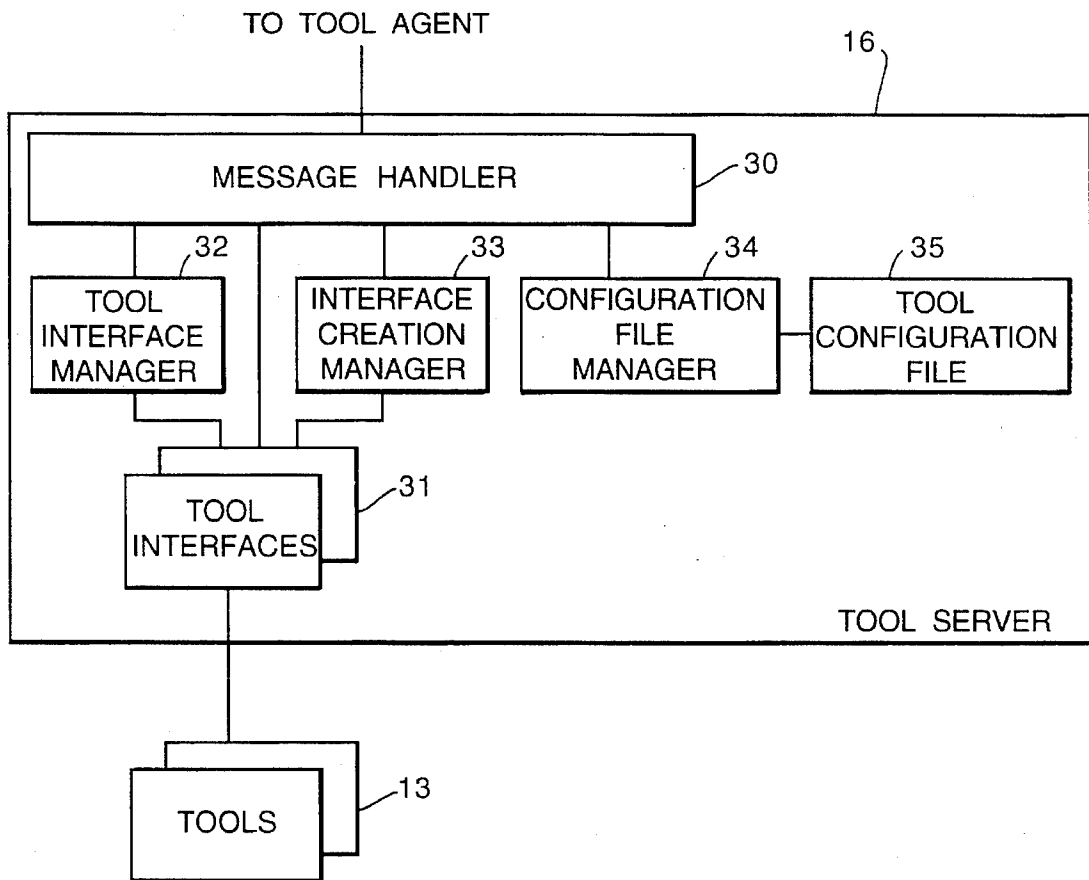 TO TOOL AGENT
16
MESSAGE HANDLER
30
32
33
34
35
TOOL
INTERFACE
MANAGER
INTERFACE
CREATION
MANAGER
CONFIGURATION
FILE
MANAGER
TOOL
CONFIGURATION
FILE
31
TOOL
INTERFACES
TOOL SERVER
13
TOOLS